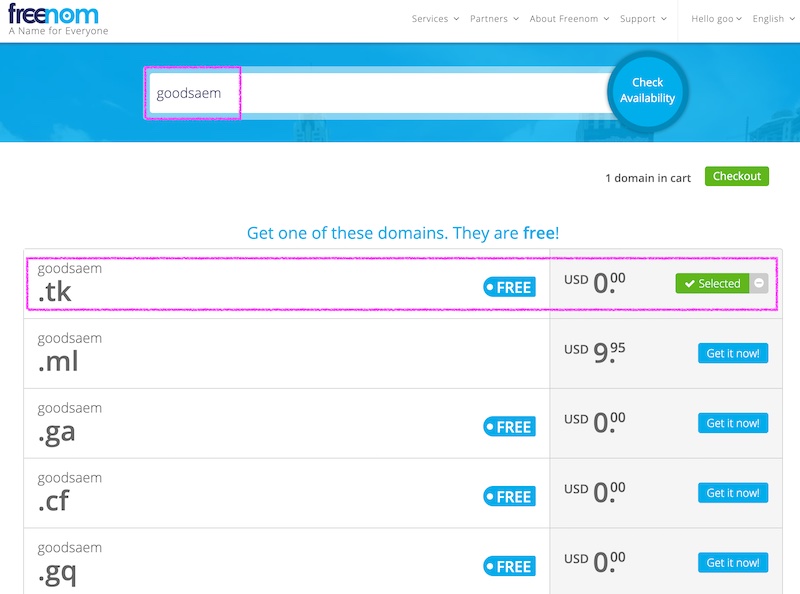 freenom
A Name for Everyone
Services Partners About Freenom Support Hello goo English
goodsaem
Check
Availability
1 domain in cart Checkout
Get one of these domains. They are free!
goodsaem
.tk FREE USD 0.00 Selected
goodsaem
.ml USD 9.95 Get it now!
goodsaem
.ga FREE USD 0.00 Get it now!
goodsaem
.cf FREE USD 0.00 Get it now!
goodsaem
.gq FREE USD 0.00 Get it now!